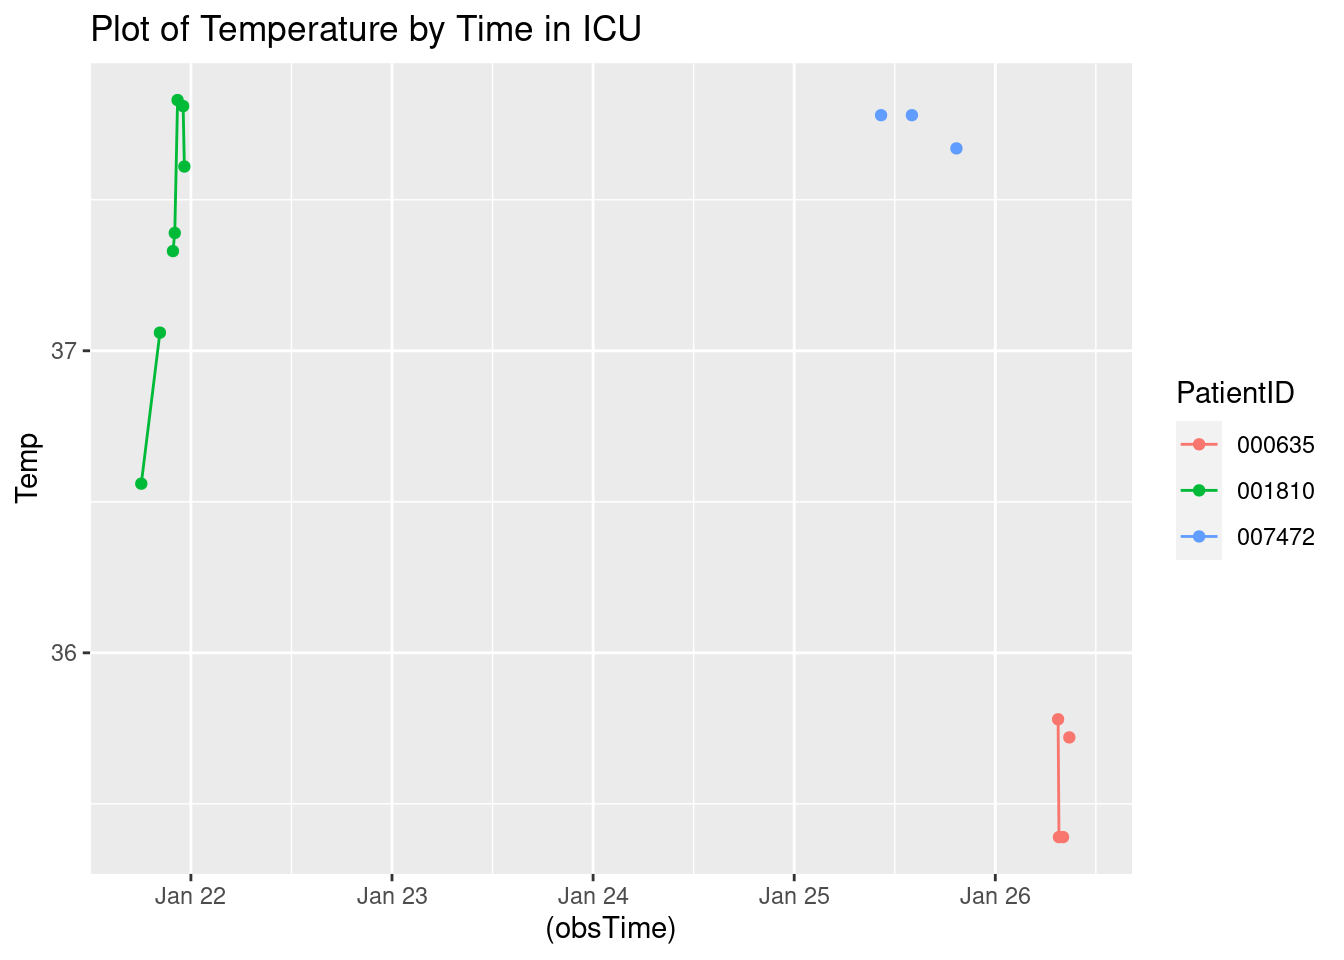 Plot of Temperature by Time in ICU
37
36
Temp
Jan 22 Jan 23 Jan 24 Jan 25 Jan 26
(obsTime)
PatientID
000635
001810
007472